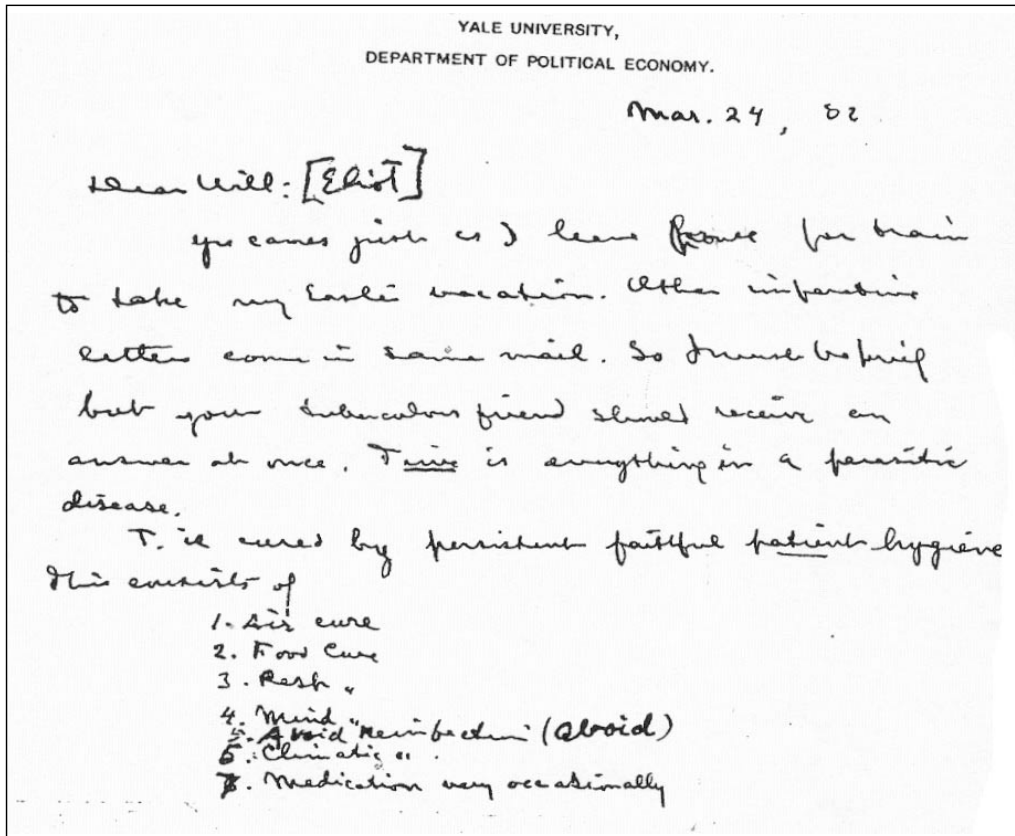 YALE UNIVERSITY,
DEPARTMENT OF POLITICAL ECONOMY.
Mar. 24, 02
Dear Will: [Eliot]
Yrs comes just as I leave for train
to take my Easter vacation. Other imperative
letters come in same mail. So I must be brief
but your tuberculous friend should receive an
answer at once. Time is everything in a parasitic
disease.
T. is cured by persistent faithful patient hygiene
This consists of
1. Air cure
2. Food Cure
3. Rest "
4. Mind "
5. Avoid Reinfection (avoid)
6. Climatic "
7. Medication very occasionally